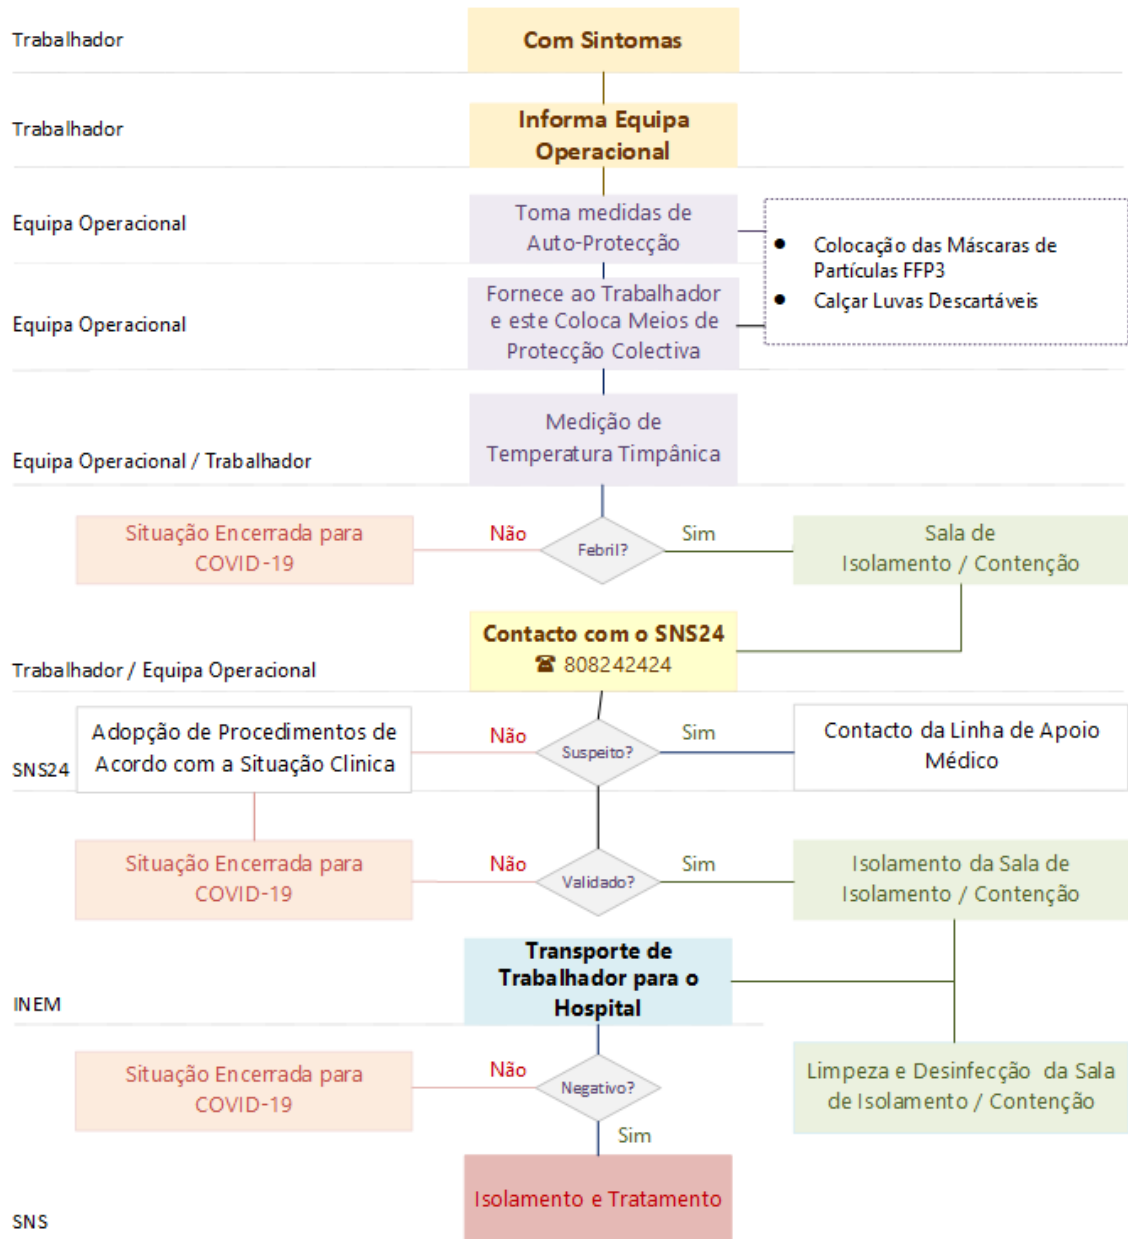 Trabalhador
Com Sintomas
Trabalhador
Informa Equipa
Operacional
Equipa Operacional
Toma medidas de
Auto-Protecção
● Colocação das Máscaras de
Partículas FFP3
● Calçar Luvas Descartáveis
Equipa Operacional
Fornece ao Trabalhador
e este Coloca Meios de
Protecção Colectiva
Equipa Operacional / Trabalhador
Medição de
Temperatura Timpânica
Situação Encerrada para
COVID-19
Não
Febril?
Sim
Sala de
Isolamento / Contenção
Trabalhador / Equipa Operacional
Contacto com o SNS24
☎ 808242424
SNS24
Adopção de Procedimentos de
Acordo com a Situação Clinica
Não
Suspeito?
Sim
Contacto da Linha de Apoio
Médico
Situação Encerrada para
COVID-19
Não
Validado?
Sim
Isolamento da Sala de
Isolamento / Contenção
INEM
Transporte de
Trabalhador para o
Hospital
Situação Encerrada para
COVID-19
Não
Negativo?
Sim
Limpeza e Desinfecção da Sala
de Isolamento / Contenção
SNS
Isolamento e Tratamento